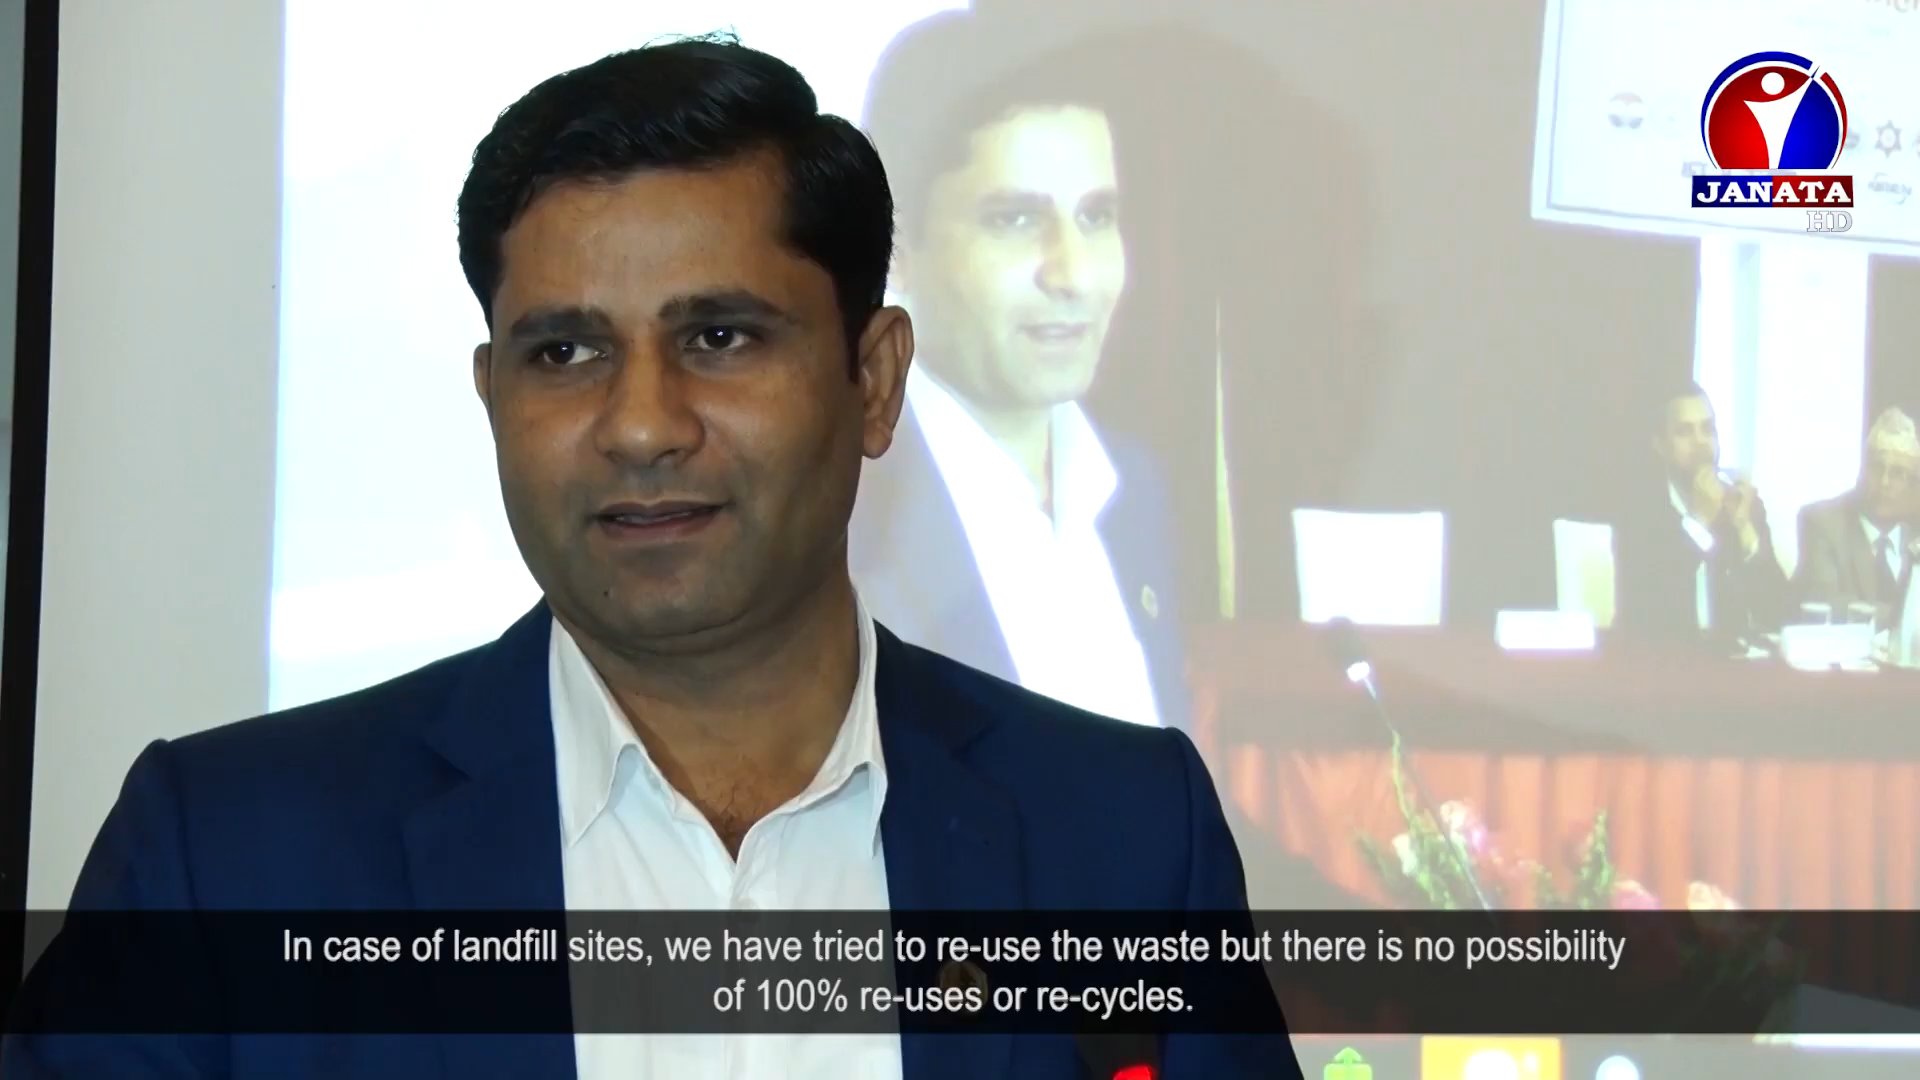 JANATA
HD
In case of landfill sites, we have tried to re-use the waste but there is no possibility
of 100% re-uses or re-cycles.